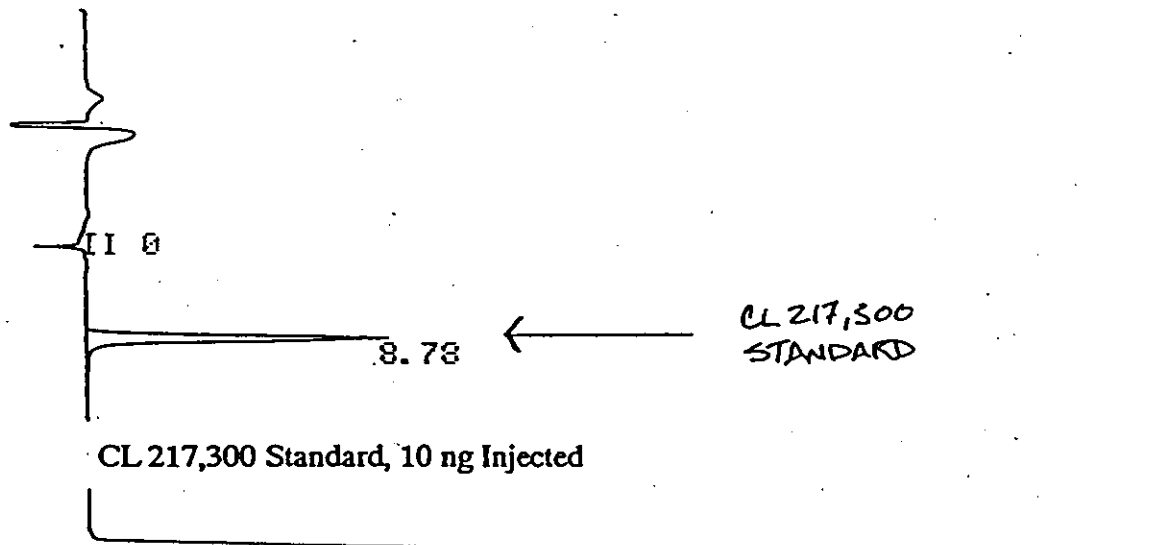 II 0
CL 217,300
STANDARD
8.78
CL 217,300 Standard, 10 ng Injected